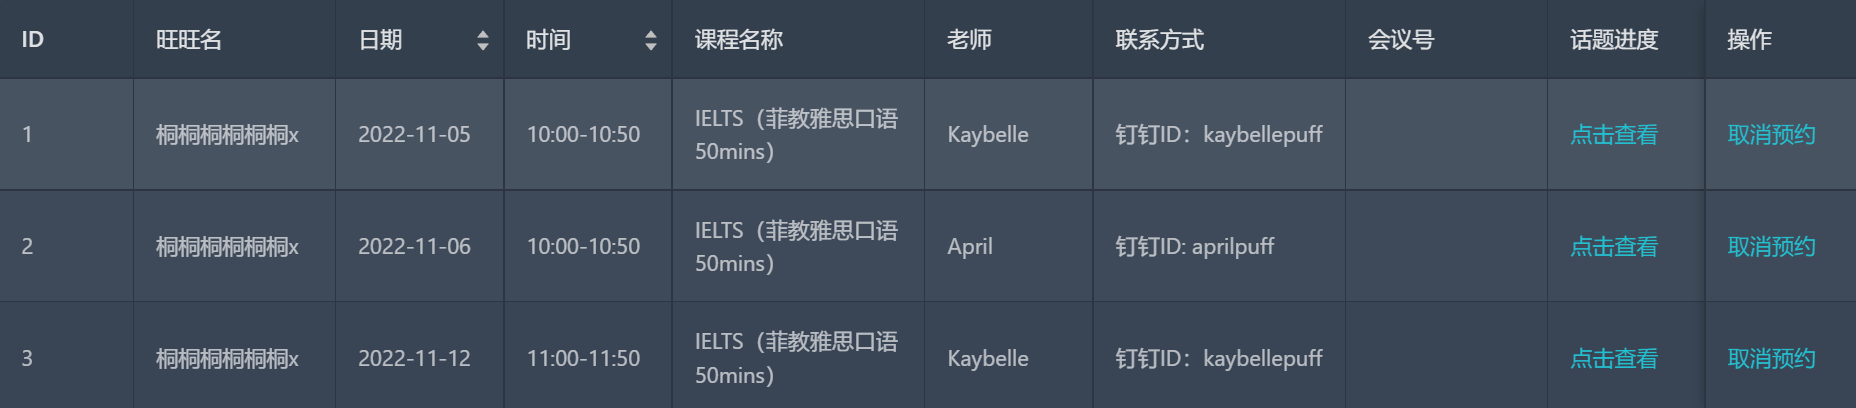 ID 旺旺名 日期 时间 课程名称 老师 联系方式 会议号 话题进度 操作
1 桐桐桐桐桐桐x 2022-11-05 10:00-10:50 IELTS（菲教雅思口语 Kaybelle 钉钉ID：kaybellepuff 点击查看 取消预约
50mins）
2 桐桐桐桐桐桐x 2022-11-06 10:00-10:50 IELTS（菲教雅思口语 April 钉钉ID: aprilpuff 点击查看 取消预约
50mins）
3 桐桐桐桐桐桐x 2022-11-12 11:00-11:50 IELTS（菲教雅思口语 Kaybelle 钉钉ID：kaybellepuff 点击查看 取消预约
50mins）